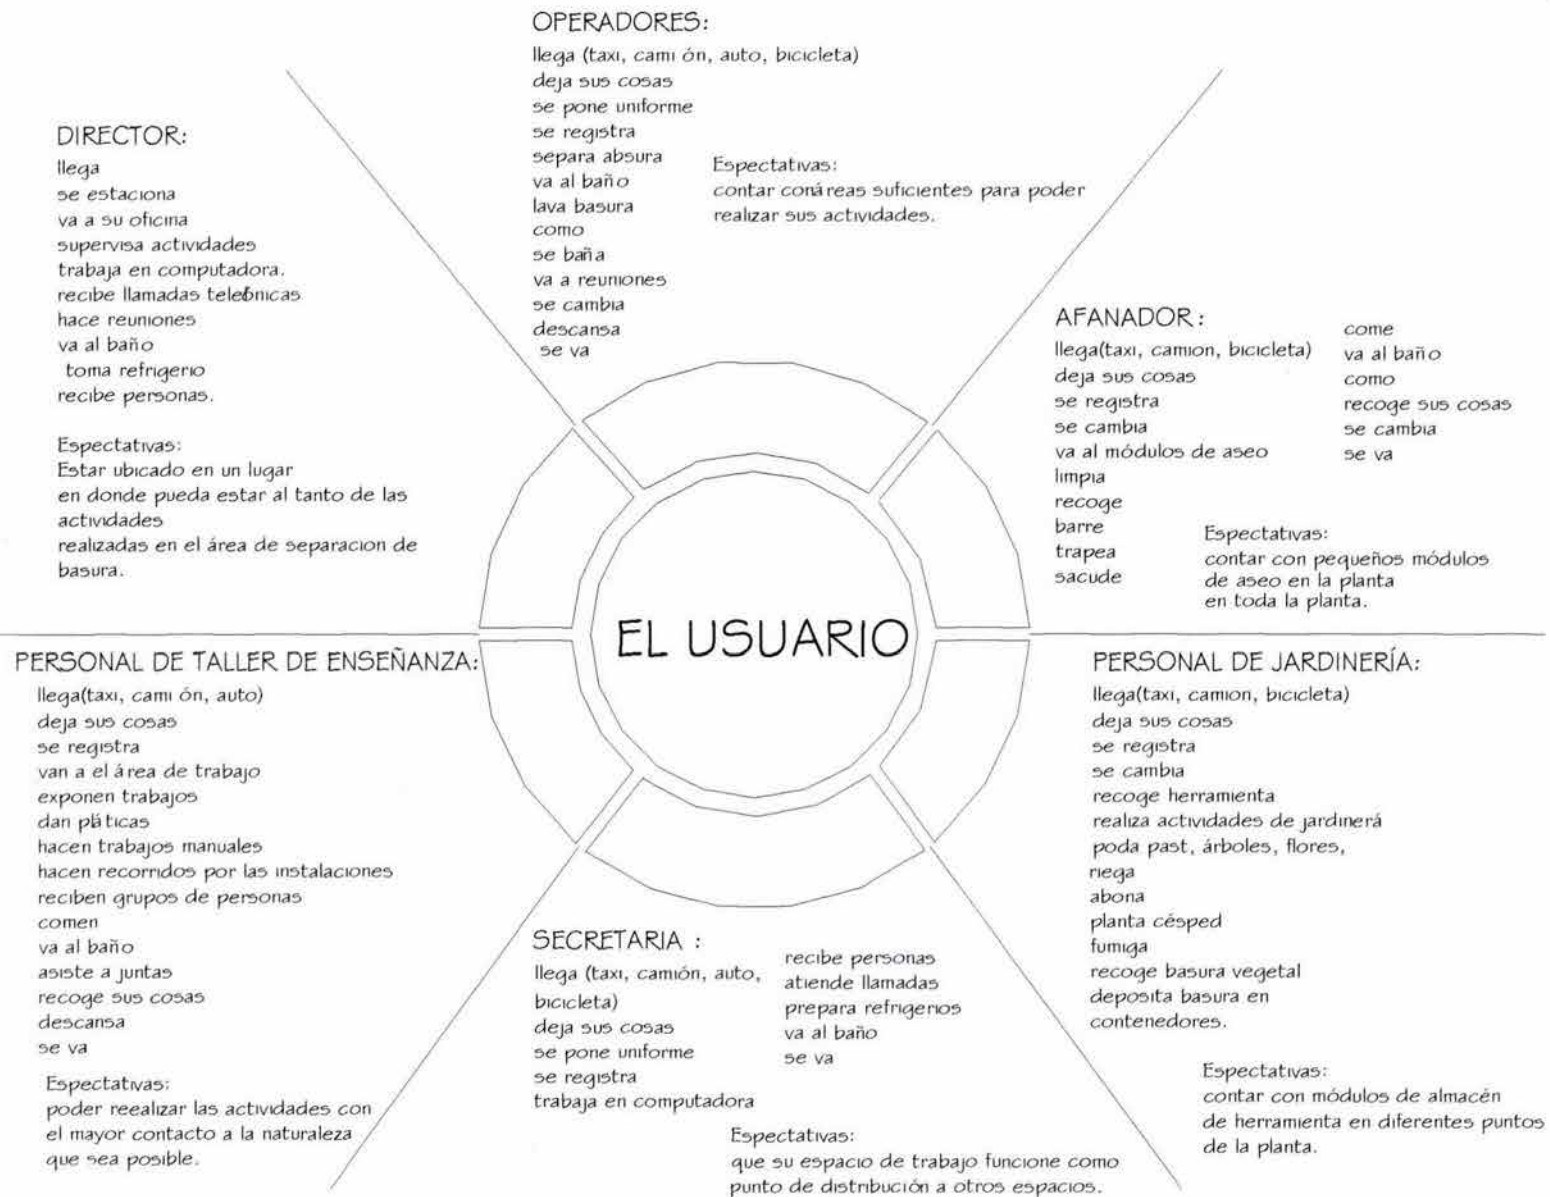 OPERADORES:
llega (taxi, cami ón, auto, bicicleta)
deja sus cosas
se pone uniforme
se registra
separa absura
va al baño
lava basura
como
se baña
va a reuniones
se cambia
descansa
se va
Espectativas:
contar conáreas suficientes para poder
realizar sus actividades.
DIRECTOR:
llega
se estaciona
va a su oficina
supervisa actividades
trabaja en computadora.
recibe llamadas teleónicas
hace reuniones
va al baño
toma refrigerio
recibe personas.
Espectativas:
Estar ubicado en un lugar
en donde pueda estar al tanto de las
actividades
realizadas en el área de separacion de
basura.
AFANADOR:
llega(taxi, camion, bicicleta)
deja sus cosas
se registra
se cambia
va al módulos de aseo
limpia
recoge
barre
trapea
sacude
come
va al baño
como
recoge sus cosas
se cambia
se va
Espectativas:
contar con pequeños módulos
de aseo en la planta
en toda la planta.
EL USUARIO
PERSONAL DE TALLER DE ENSEÑANZA:
llega(taxi, cami ón, auto)
deja sus cosas
se registra
van a el área de trabajo
exponen trabajos
dan pláticas
hacen trabajos manuales
hacen recorridos por las instalaciones
reciben grupos de personas
comen
va al baño
asiste a juntas
recoge sus cosas
descansa
se va
Espectativas:
poder reealizar las actividades con
el mayor contacto a la naturaleza
que sea posible.
SECRETARIA :
llega (taxi, camión, auto,
bicicleta)
deja sus cosas
se pone uniforme
se registra
trabaja en computadora
recibe personas
atiende llamadas
prepara refrigerios
va al baño
se va
Espectativas:
que su espacio de trabajo funcione como
punto de distribución a otros espacios.
PERSONAL DE JARDINERÍA:
llega(taxi, camion, bicicleta)
deja sus cosas
se registra
se cambia
recoge herramienta
realiza actividades de jardinerá
poda past, árboles, flores,
riega
abona
planta césped
fumiga
recoge basura vegetal
deposita basura en
contenedores.
Espectativas:
contar con módulos de almacén
de herramienta en diferentes puntos
de la planta.